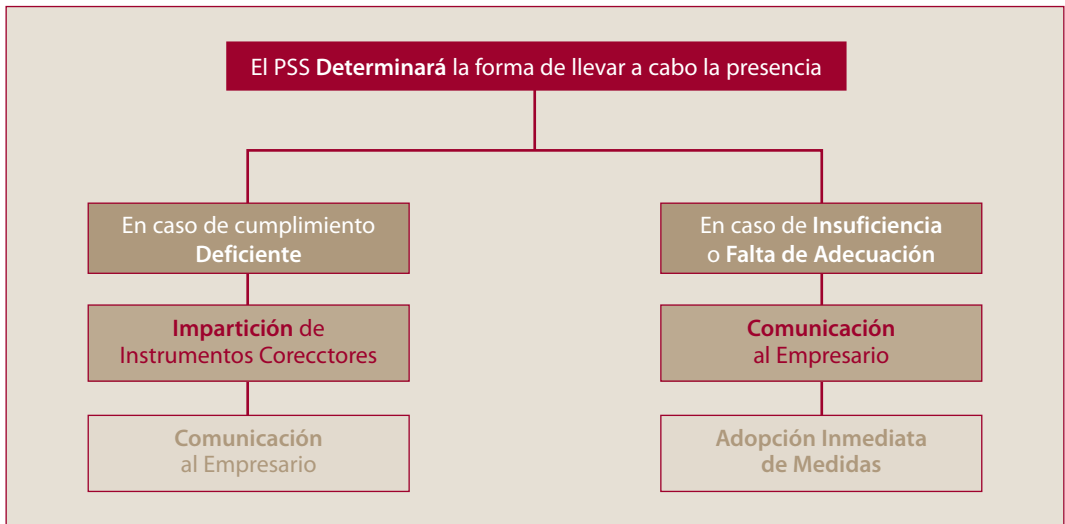 El PSS Determinará la forma de llevar a cabo la presencia
En caso de cumplimiento
Deficiente
Impartición de
Instrumentos Corecctores
Comunicación
al Empresario
En caso de Insuficiencia
o Falta de Adecuación
Comunicación
al Empresario
Adopción Inmediata
de Medidas